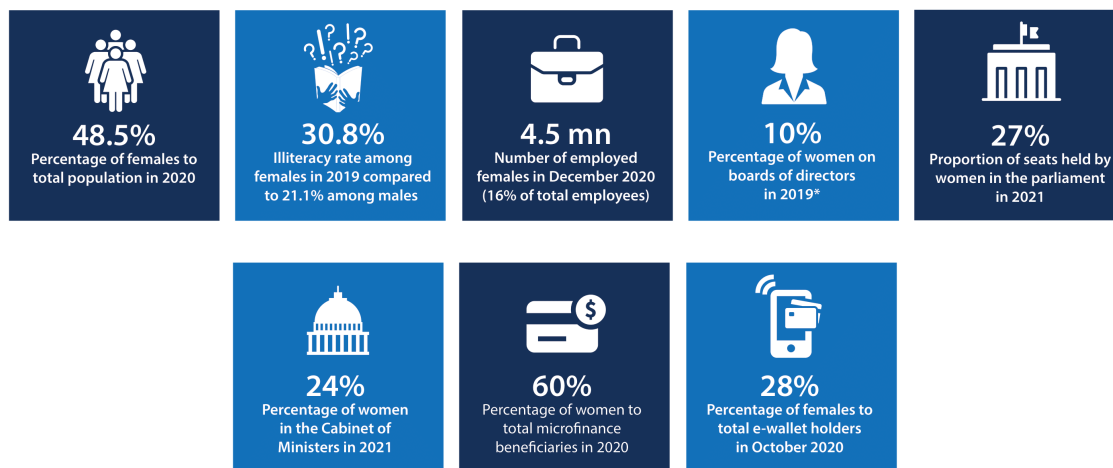 48.5%
Percentage of females to
total population in 2020
30.8%
Illiteracy rate among
females in 2019 compared
to 21.1% among males
4.5 mn
Number of employed
females in December 2020
(16% of total employees)
10%
Percentage of women on
boards of directors
in 2019*
27%
Proportion of seats held by
women in the parliament
in 2021
24%
Percentage of women
in the Cabinet of
Ministers in 2021
$
60%
Percentage of women to
total microfinance
beneficiaries in 2020
28%
Percentage of females to
total e-wallet holders
in October 2020